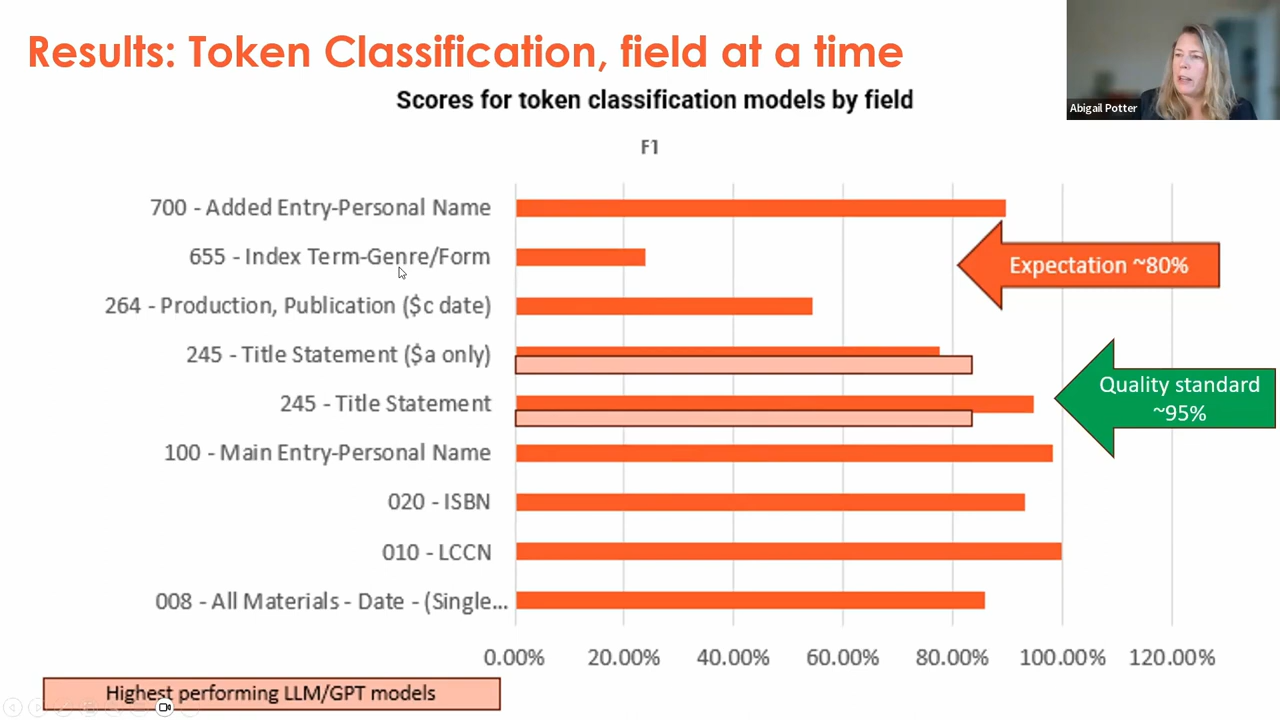 Results: Token Classification, field at a time
Abigail Potter
Scores for token classification models by field
F1
700 - Added Entry-Personal Name
655 - Index Term-Genre/Form
Expectation ~80%
264 - Production, Publication ($c date)
245 - Title Statement ($a only)
Quality standard
~95%
245 - Title Statement
100 - Main Entry-Personal Name
020 - ISBN
010 - LCCN
008 - All Materials - Date - (Single...
0.00% 20.00% 40.00% 60.00% 80.00% 100.00% 120.00%
Highest performing LLM/GPT models